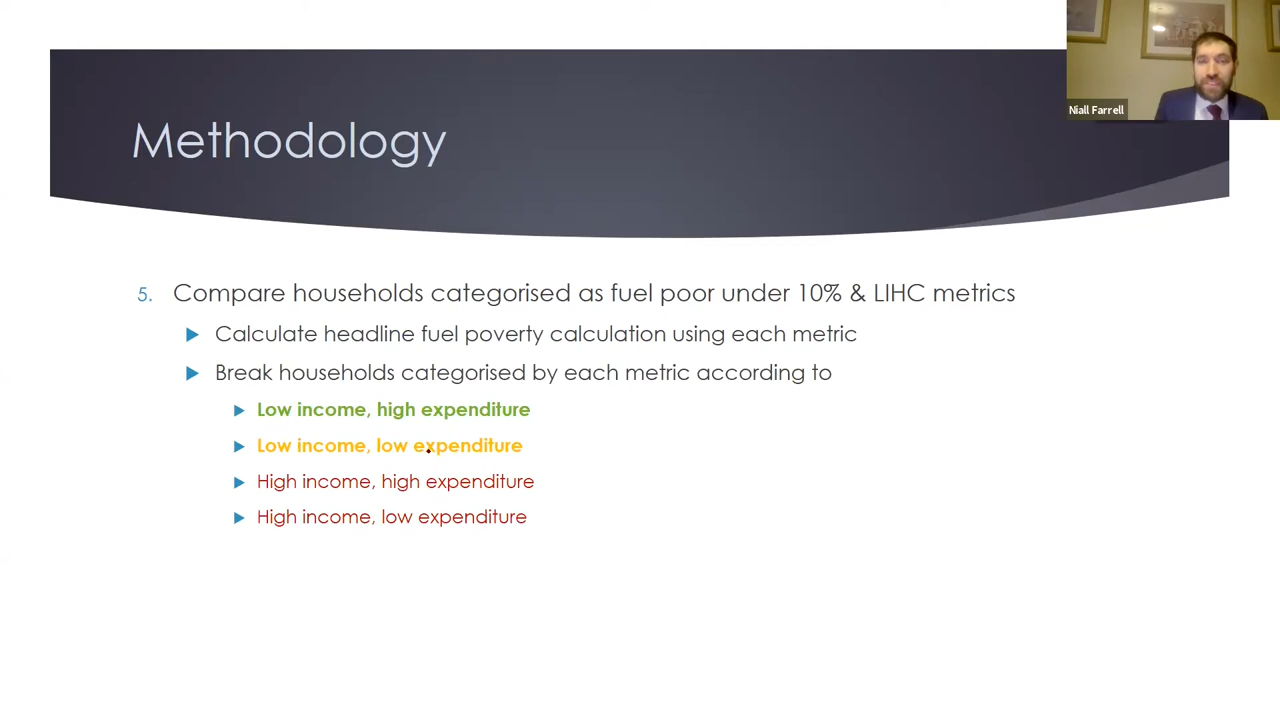 Niall Farrell
Methodology
5. Compare households categorised as fuel poor under 10% & LIHC metrics
Calculate headline fuel poverty calculation using each metric
Break households categorised by each metric according to
Low income, high expenditure
Low income, low expenditure
High income, high expenditure
High income, low expenditure